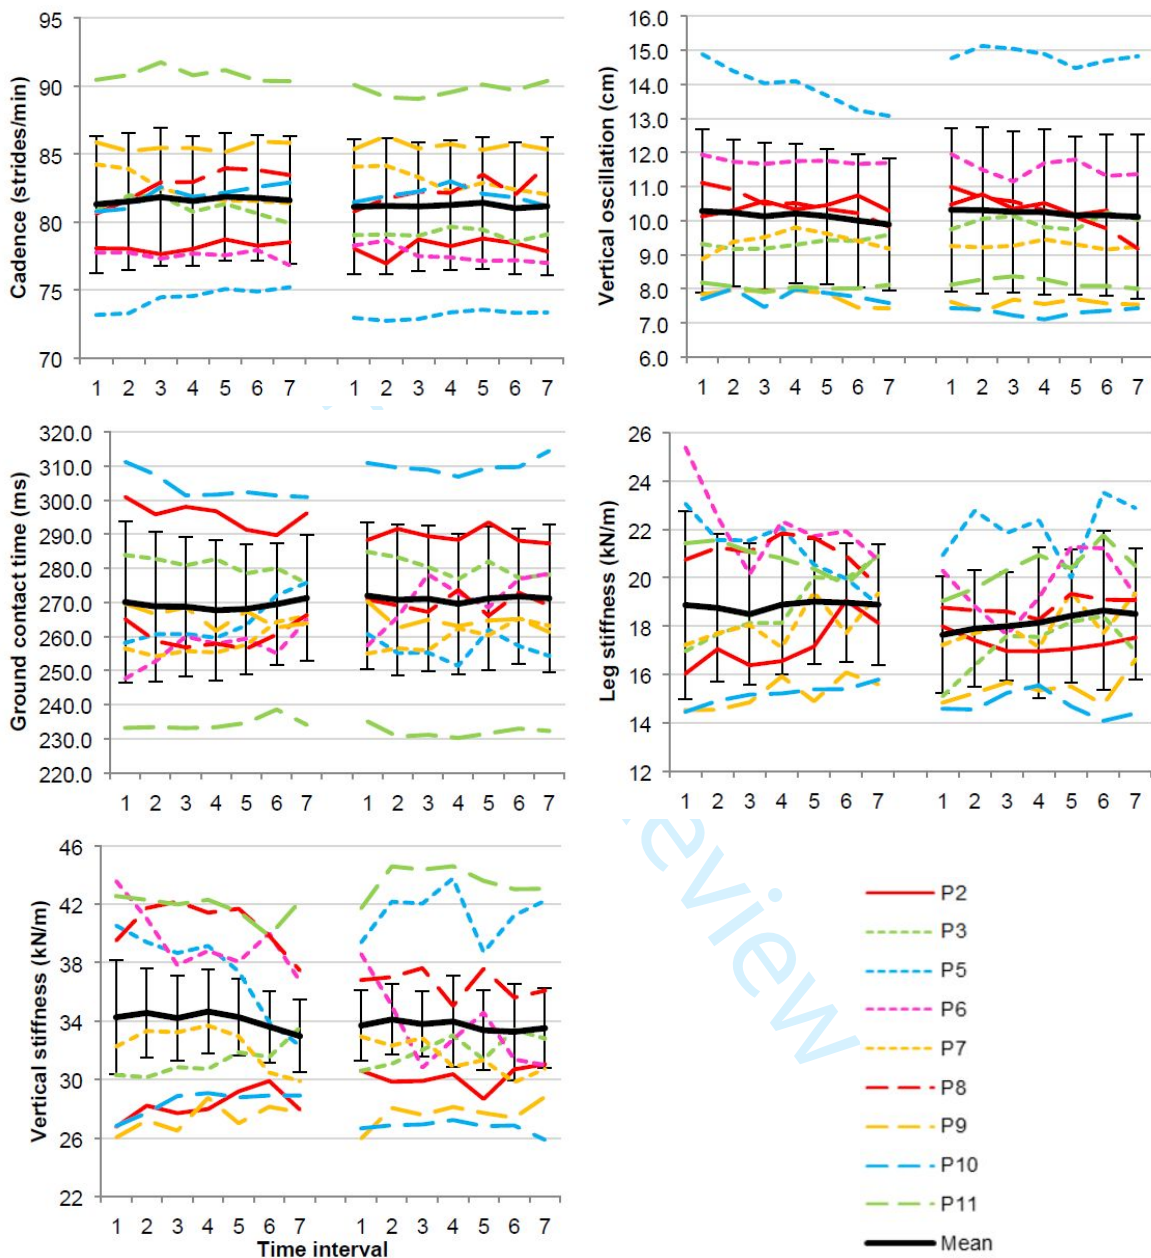 Cadence (strides/min)
95
90
85
80
75
70
1 2 3 4 5 6 7 1 2 3 4 5 6 7
Vertical oscillation (cm)
16.0
15.0
14.0
13.0
12.0
11.0
10.0
9.0
8.0
7.0
6.0
1 2 3 4 5 6 7 1 2 3 4 5 6 7
Ground contact time (ms)
320.0
310.0
300.0
290.0
280.0
270.0
260.0
250.0
240.0
230.0
220.0
1 2 3 4 5 6 7 1 2 3 4 5 6 7
Leg stiffness (kN/m)
26
24
22
20
18
16
14
12
1 2 3 4 5 6 7 1 2 3 4 5 6 7
Vertical stiffness (kN/m)
46
42
38
34
30
26
22
1 2 3 4 5 6 7 1 2 3 4 5 6 7
Time interval
P2
P3
P5
P6
P7
P8
P9
P10
P11
Mean
eview